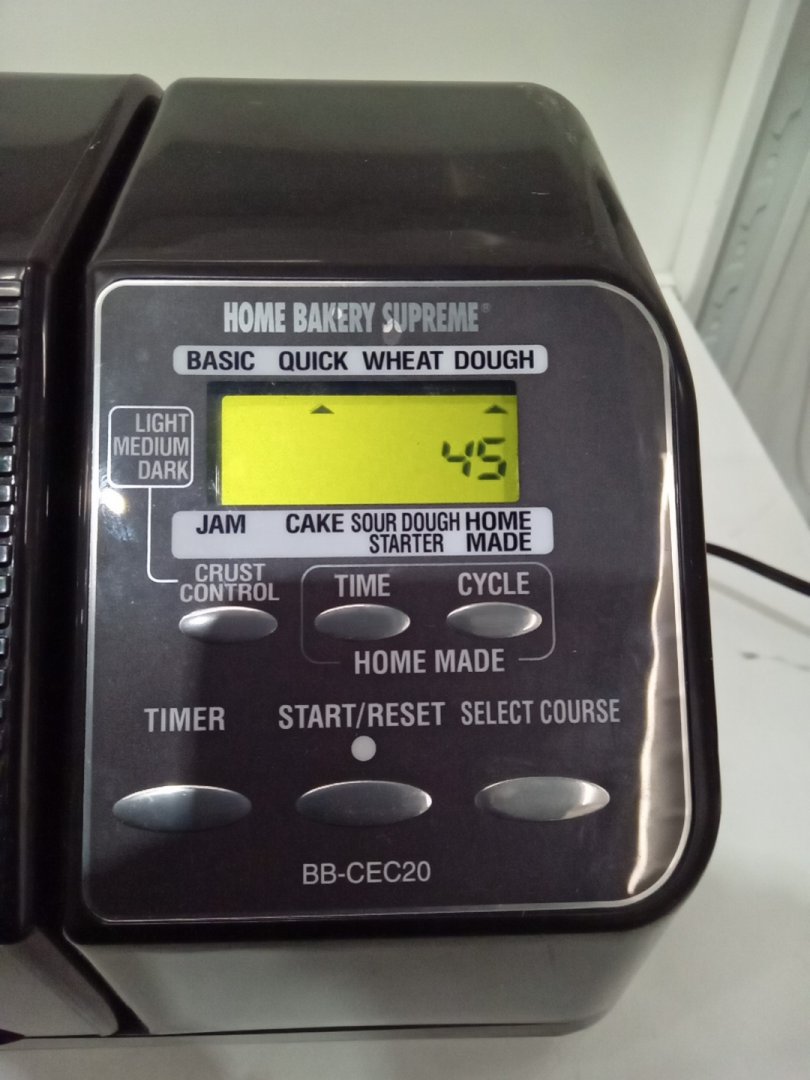 HOME BAKERY SUPREME®
BASIC QUICK WHEAT DOUGH
LIGHT
MEDIUM
DARK
45
JAM CAKE SOUR DOUGH STARTER HOME MADE
CRUST CONTROL
TIME CYCLE
HOME MADE
TIMER START/RESET SELECT COURSE
BB-CEC20